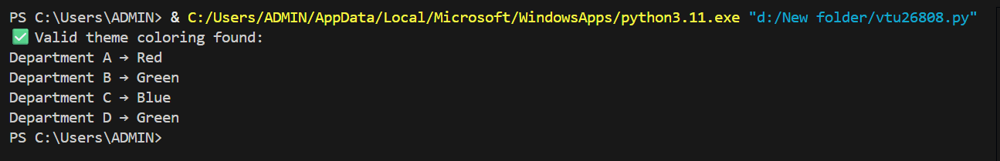 PS C:\Users\ADMIN> & C:/Users/ADMIN/AppData/Local/Microsoft/WindowsApps/python3.11.exe "d:/New folder/vtu26808.py"
✅ Valid theme coloring found:
Department A → Red
Department B → Green
Department C → Blue
Department D → Green
PS C:\Users\ADMIN>